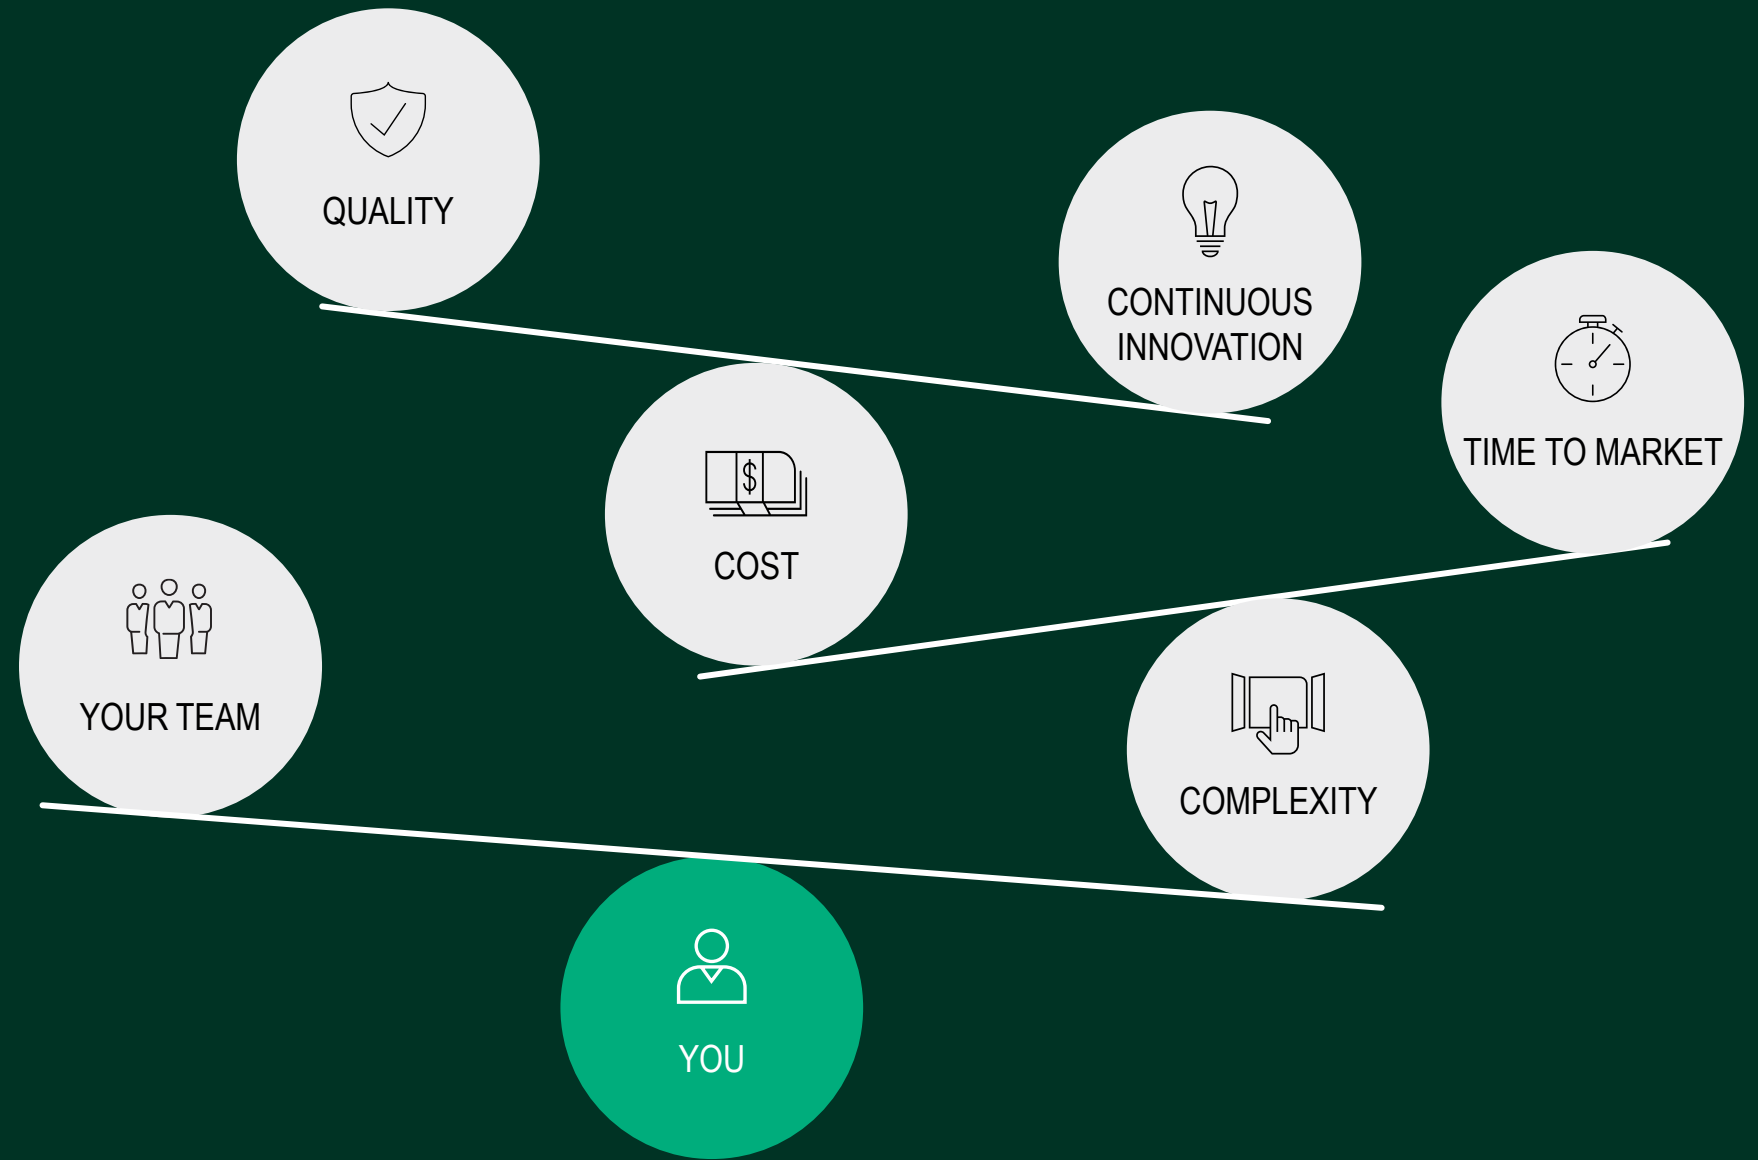 QUALITY
CONTINUOUS
INNOVATION
TIME TO MARKET
$
COST
YOUR TEAM
COMPLEXITY
YOU